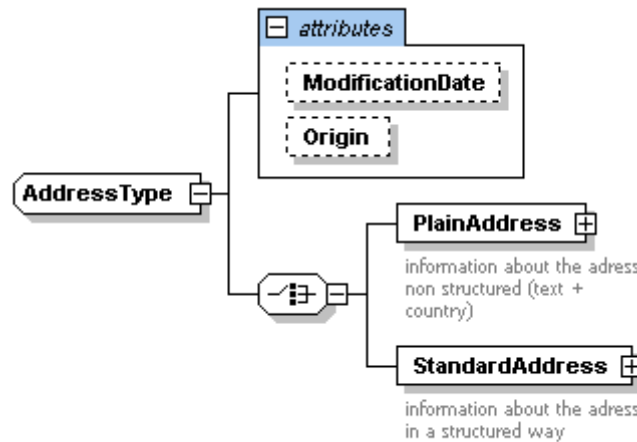 attributes
ModificationDate
Origin
AddressType
PlainAddress
information about the adress
non structured (text +
country)
StandardAddress
information about the adress
in a structured way